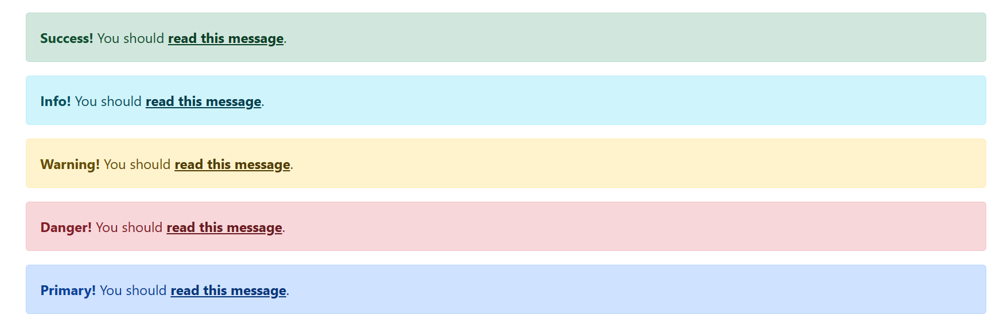 Success! You should read this message.
Info! You should read this message.
Warning! You should read this message.
Danger! You should read this message.
Primary! You should read this message.